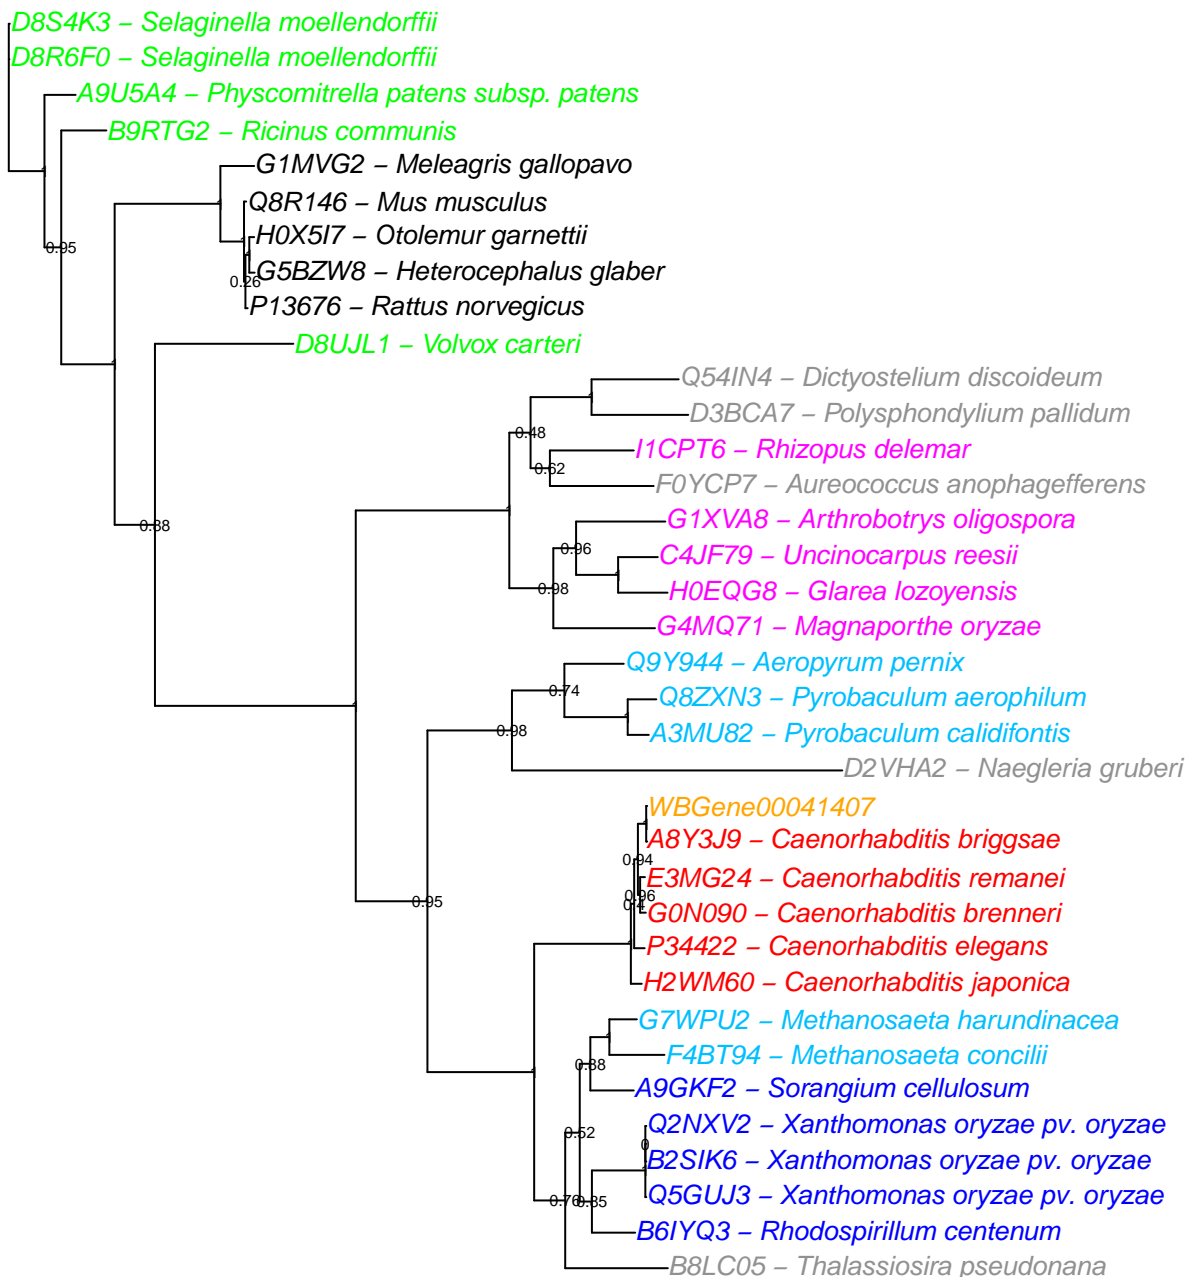 D8S4K3 – Selaginella moellendorffii
D8R6F0 – Selaginella moellendorffii
A9U5A4 – Physcomitrella patens subsp. patens
B9RTG2 – Ricinus communis
G1MVG2 – Meleagris gallopavo
Q8R146 – Mus musculus
H0X5I7 – Otolemur garnettii
0.95
G5BZW8 – Heterocephalus glaber
0.26
P13676 – Rattus norvegicus
D8UJL1 – Volvox carteri
Q54IN4 – Dictyostelium discoideum
D3BCA7 – Polysphondylium pallidum
0.48
I1CPT6 – Rhizopus delemar
0.62
F0YCP7 – Aureococcus anophagefferens
G1XVA8 – Arthrobotrys oligospora
0.88
0.96
C4JF79 – Uncinocarpus reesii
0.98
H0EQG8 – Glarea lozoyensis
G4MQ71 – Magnaporthe oryzae
Q9Y944 – Aeropyrum pernix
0.74
Q8ZXN3 – Pyrobaculum aerophilum
0.98
A3MU82 – Pyrobaculum calidifontis
D2VHA2 – Naegleria gruberi
WBGene00041407
A8Y3J9 – Caenorhabditis briggsae
0.94
E3MG24 – Caenorhabditis remanei
0.96
0.4
0.95
G0N090 – Caenorhabditis brenneri
P34422 – Caenorhabditis elegans
H2WM60 – Caenorhabditis japonica
G7WPU2 – Methanosaeta harundinacea
F4BT94 – Methanosaeta concilii
0.88
A9GKF2 – Sorangium cellulosum
Q2NXV2 – Xanthomonas oryzae pv. oryzae
0.52
0
B2SIK6 – Xanthomonas oryzae pv. oryzae
Q5GUJ3 – Xanthomonas oryzae pv. oryzae
0.76
0.85
B6IYQ3 – Rhodospirillum centenum
B8LC05 – Thalassiosira pseudonana